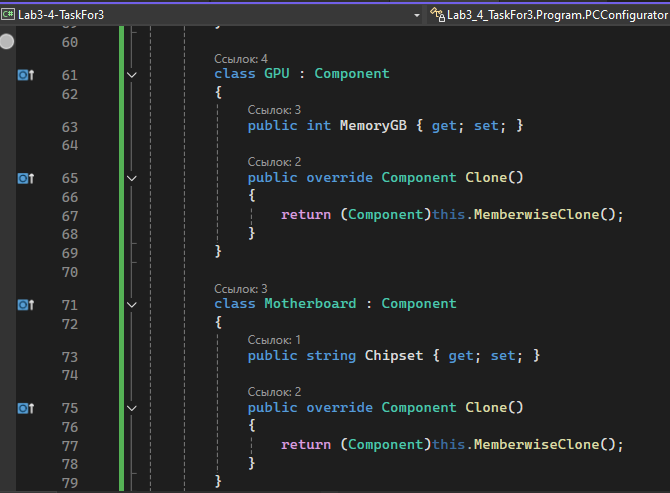 C# Lab3-4-TaskFor3 Lab3_4_TaskFor3.Program.PCConfigurator
60
Ссылок: 4
61 class GPU : Component
62 {
Ссылок: 3
63 public int MemoryGB { get; set; }
64
Ссылок: 2
65 public override Component Clone()
66 {
67 return (Component)this.MemberwiseClone();
68 }
69 }
70
Ссылок: 3
71 class Motherboard : Component
72 {
Ссылок: 1
73 public string Chipset { get; set; }
74
Ссылок: 2
75 public override Component Clone()
76 {
77 return (Component)this.MemberwiseClone();
78 }
79 }